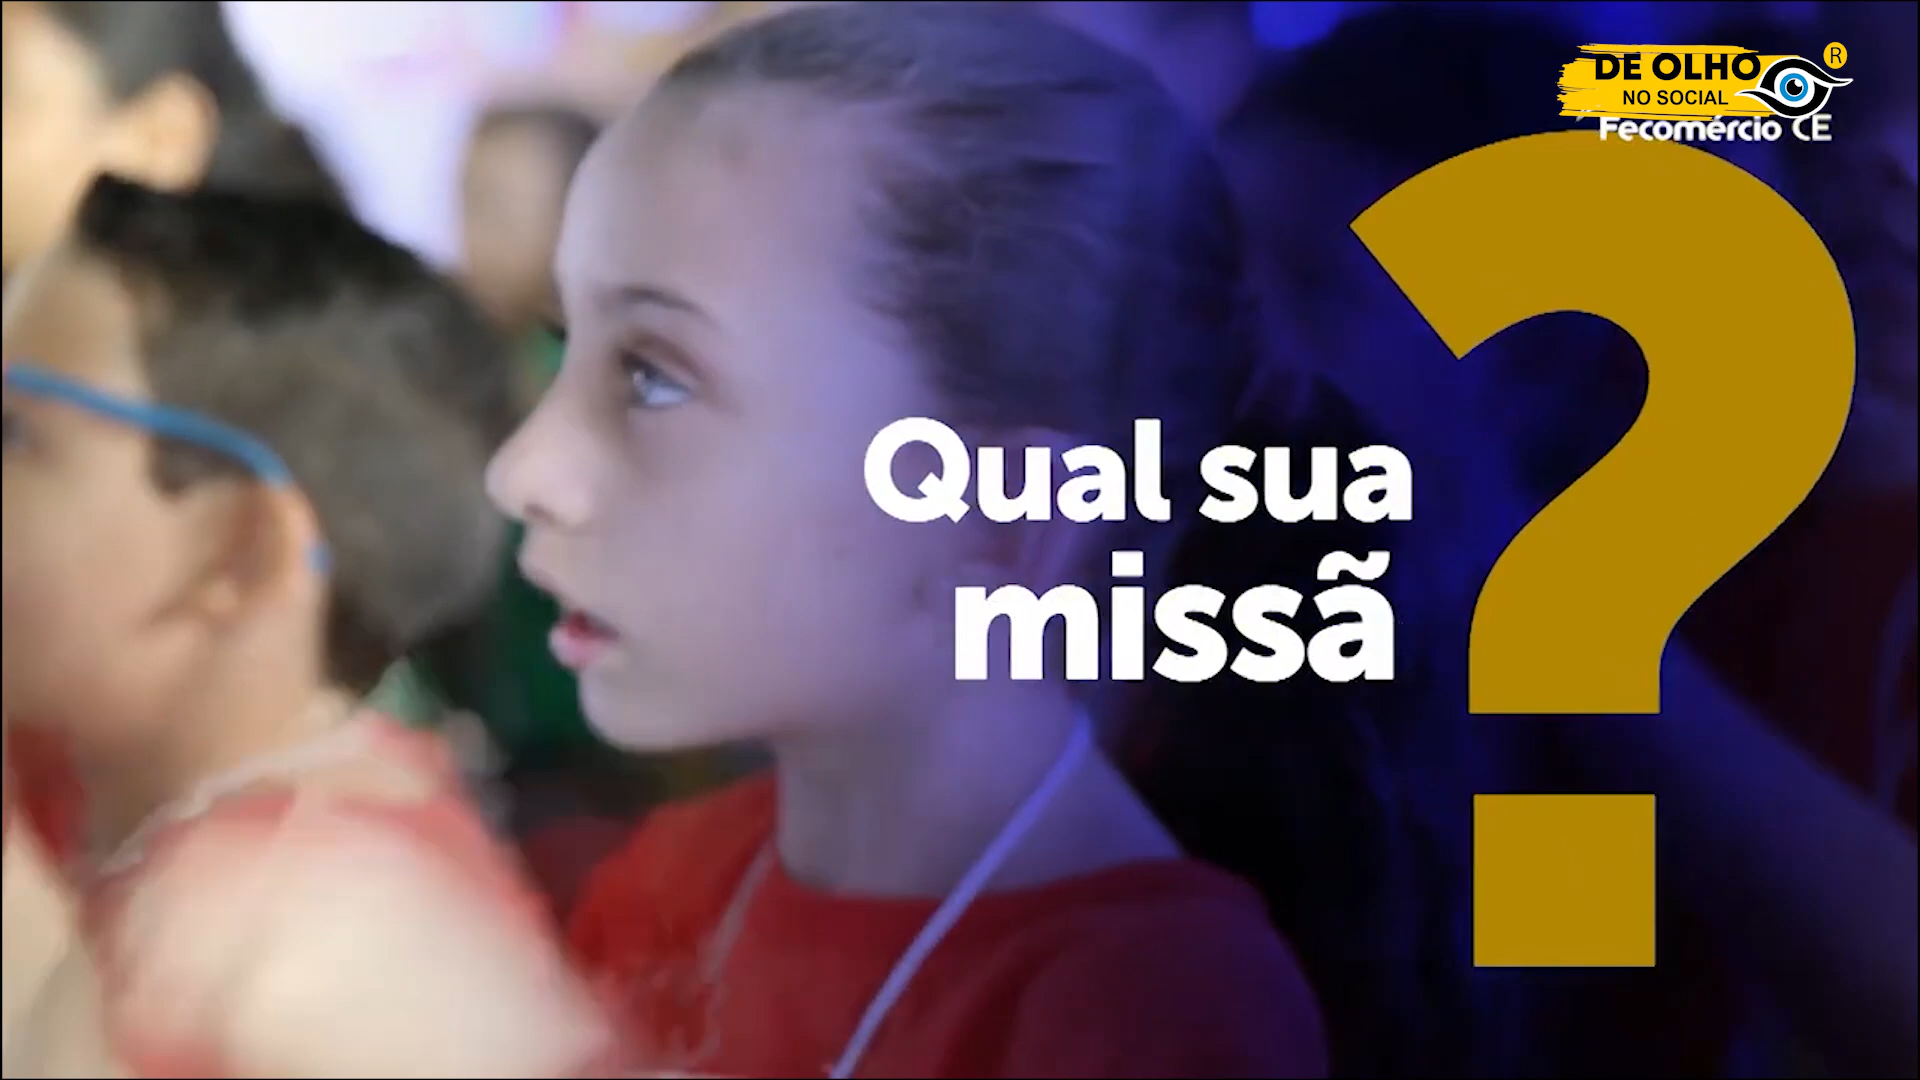 DE OLHO
NO SOCIAL
®
Fecomércio CE
Qual sua
missã
?